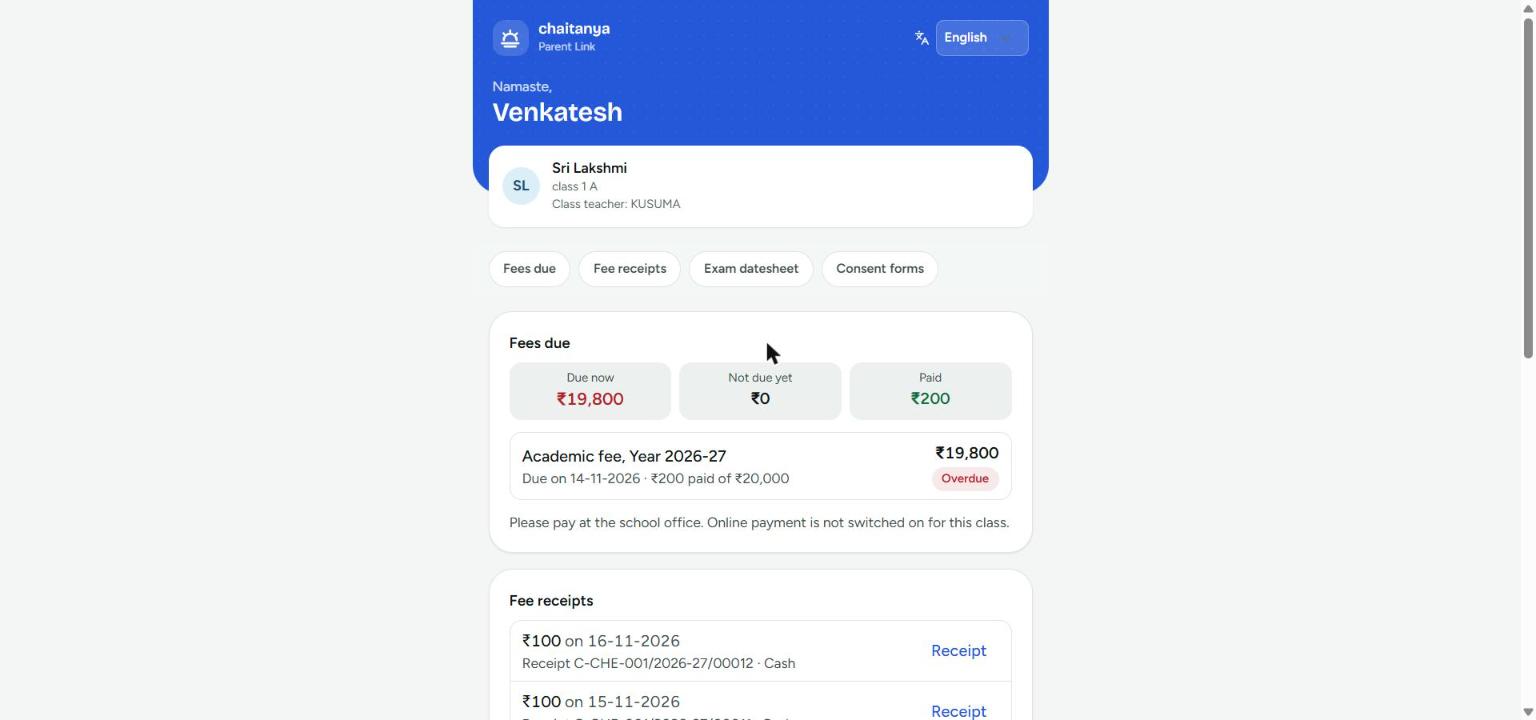 chaitanya
Parent Link
English
Namaste,
Venkatesh
SL
Sri Lakshmi
class 1 A
Class teacher: KUSUMA
Fees due
Fee receipts
Exam datesheet
Consent forms
Fees due
Due now
₹19,800
Not due yet
₹0
Paid
₹200
Academic fee, Year 2026-27
₹19,800
Due on 14-11-2026 · ₹200 paid of ₹20,000
Overdue
Please pay at the school office. Online payment is not switched on for this class.
Fee receipts
₹100 on 16-11-2026
Receipt C-CHE-001/2026-27/00012 · Cash
Receipt
₹100 on 15-11-2026
Receipt